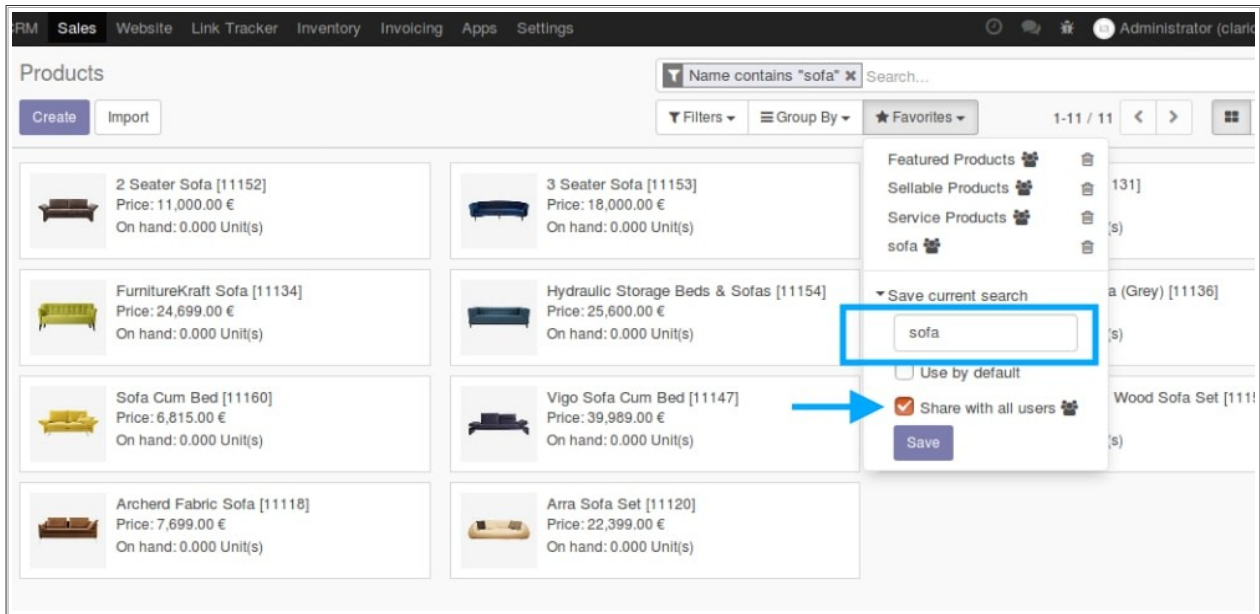 RM Sales Website Link Tracker Inventory Invoicing Apps Settings Administrator (claric
Products
Name contains "sofa" Search...
Create Import
Filters Group By Favorites 1-11 / 11
2 Seater Sofa [11152]
Price: 11,000.00 €
On hand: 0.000 Unit(s)
3 Seater Sofa [11153]
Price: 18,000.00 €
On hand: 0.000 Unit(s)
Featured Products
Sellable Products
Service Products
sofa
131]
(s)
FurnitureKraft Sofa [11134]
Price: 24,699.00 €
On hand: 0.000 Unit(s)
Hydraulic Storage Beds & Sofas [11154]
Price: 25,600.00 €
On hand: 0.000 Unit(s)
Save current search
sofa
Use by default
Share with all users
Save
a (Grey) [11136]
(s)
Sofa Cum Bed [11160]
Price: 6,815.00 €
On hand: 0.000 Unit(s)
Vigo Sofa Cum Bed [11147]
Price: 39,989.00 €
On hand: 0.000 Unit(s)
Wood Sofa Set [111
(s)
Archerd Fabric Sofa [11118]
Price: 7,699.00 €
On hand: 0.000 Unit(s)
Arra Sofa Set [11120]
Price: 22,399.00 €
On hand: 0.000 Unit(s)